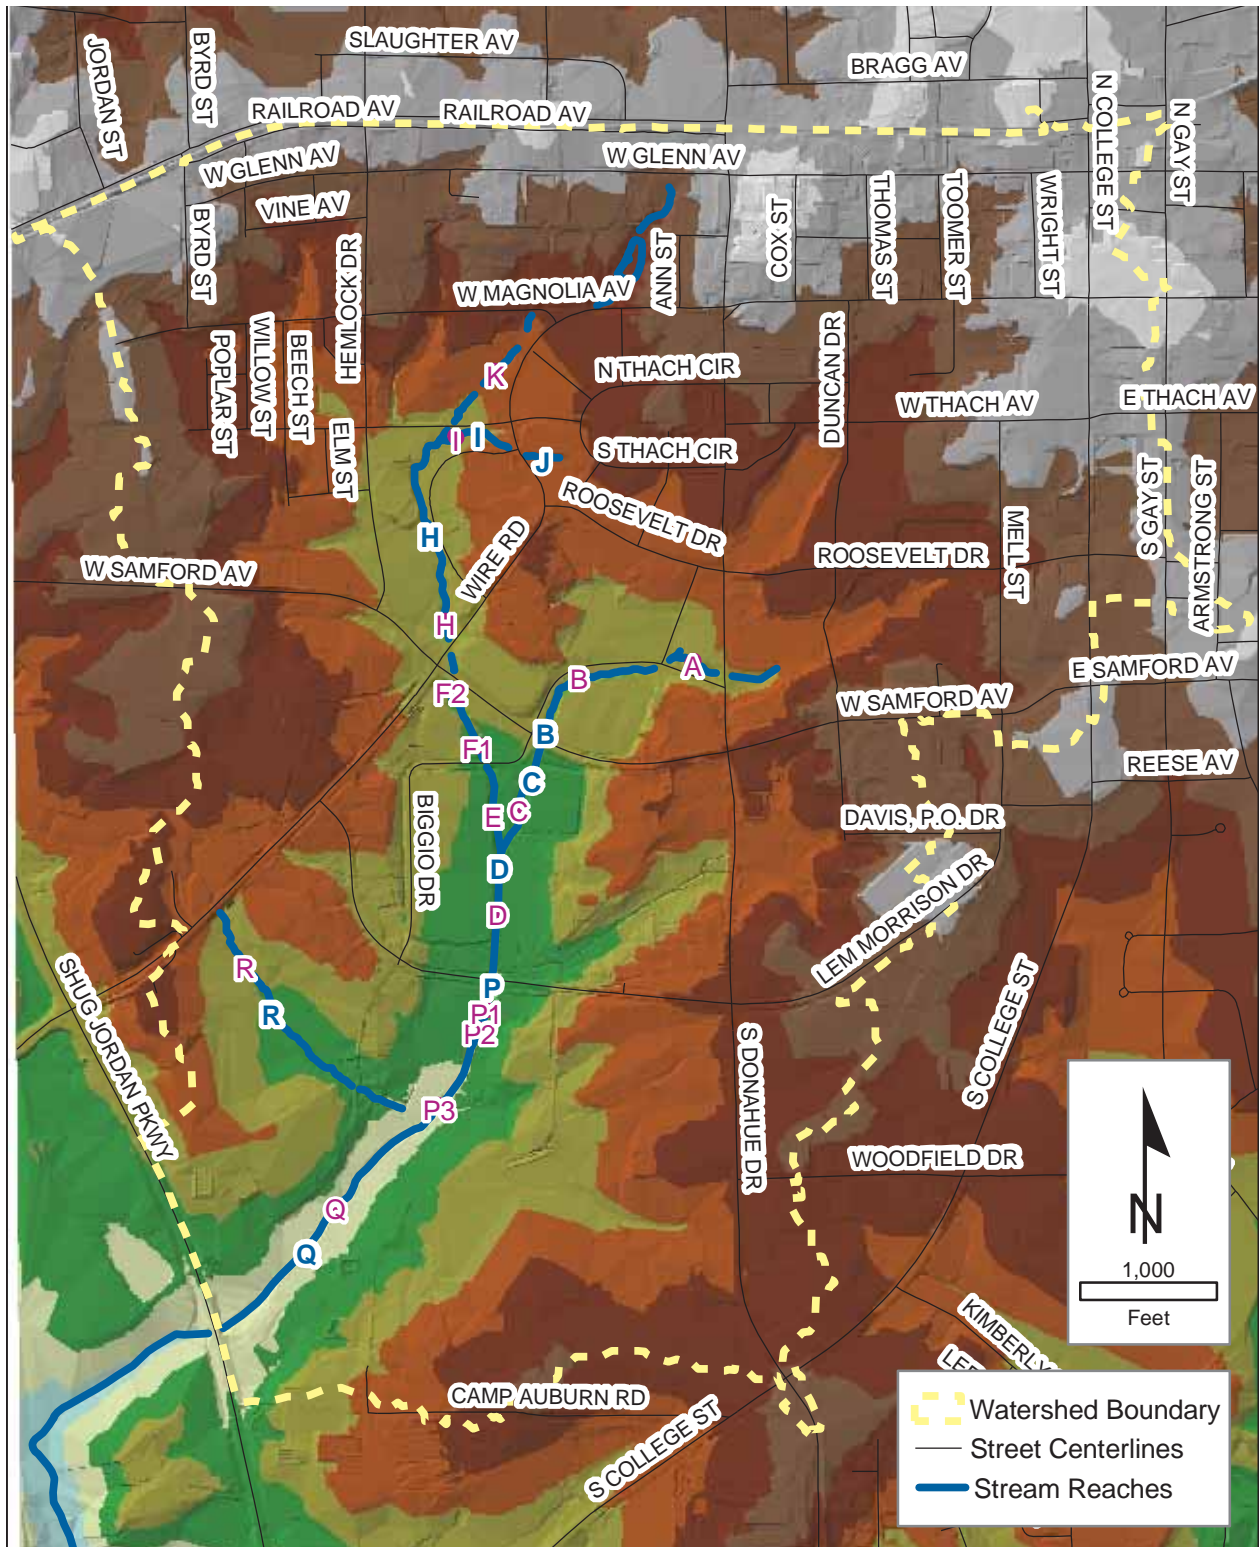 SLAUGHTER AV
BRAGG AV
JORDAN ST
BYRD ST
N COLLEGE ST
N GAY ST
RAILROAD AV
RAILROAD AV
W GLENN AV
W GLENN AV
VINE AV
BYRD ST
HEMLOCK DR
ANN ST
COX ST
THOMAS ST
TOOMER ST
WRIGHT ST
W MAGNOLIA AV
POPLAR ST
WILLOW ST
BEECH ST
DUNCAN DR
K
N THACH CIR
W THACH AV
E THACH AV
I
I
J
S THACH CIR
ELM ST
S GAY ST
ARMSTRONG ST
ROOSEVELT DR
H
WIRE RD
ROOSEVELT DR
MELL ST
W SAMFORD AV
H
A
B
E SAMFORD AV
F2
W SAMFORD AV
B
F1
REESE AV
C
C
E
BIGGIO DR
DAVIS, P.O. DR
D
D
LEM MORRISON DR
SHUG JORDAN PKWY
R
R
P
P1
P2
S COLLEGE ST
S DONAHUE DR
P3
WOODFIELD DR
Q
Q
N
1,000
Feet
KIMBERLY
CAMP AUBURN RD
S COLLEGE ST
Watershed Boundary
Street Centerlines
Stream Reaches